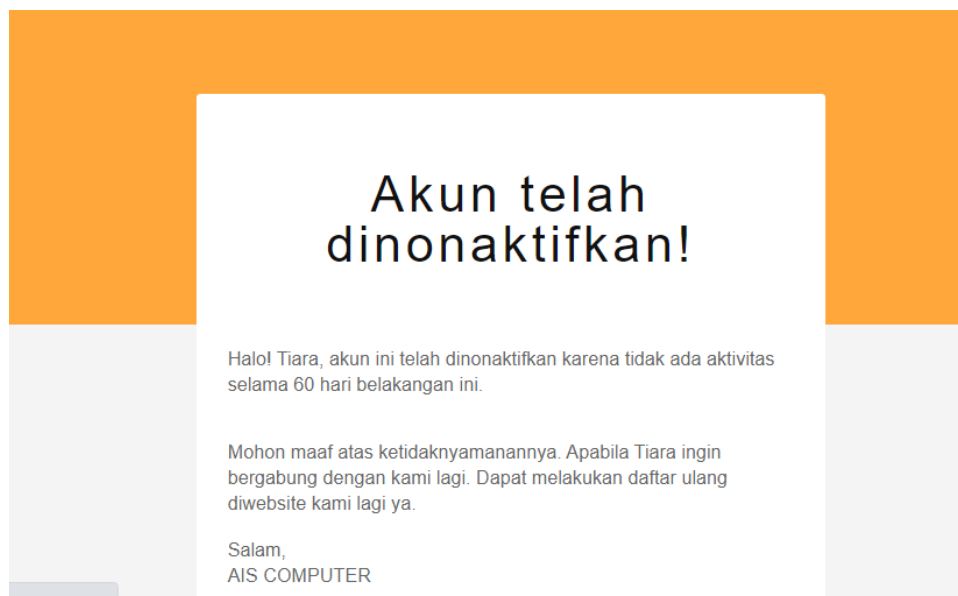 Akun telah
dinonaktifkan!
Halo! Tiara, akun ini telah dinonaktifkan karena tidak ada aktivitas
selama 60 hari belakangan ini.
Mohon maaf atas ketidaknyamanannya. Apabila Tiara ingin
bergabung dengan kami lagi. Dapat melakukan daftar ulang
diwebsite kami lagi ya.
Salam,
AIS COMPUTER